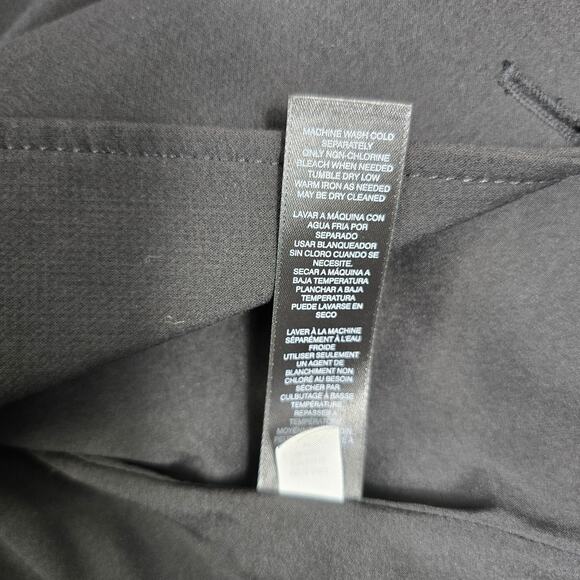 MACHINE WASH COLD
SEPARATELY
ONLY NON-CHLORINE
BLEACH WHEN NEEDED
TUMBLE DRY LOW
WARM IRON AS NEEDED
MAY BE DRY CLEANED
LAVAR A MÁQUINA CON
AGUA FRIA POR
SEPARADO
USAR BLANQUEADOR
SIN CLORO CUANDO SE
NECESITE.
SECAR A MÁQUINA A
BAJA TEMPERATURA
PLANCHAR A BAJA
TEMPERATURA
PUEDE LAVARSE EN
SECO
LAVER À LA MACHINE
SÉPARÉMENT À L'EAU
FROIDE
UTILISER SEULEMENT
UN AGENT DE
BLANCHIMENT NON
CHLORÉ AU BESOIN
SÉCHER PAR
CULBUTAGE À BASSE
TEMPÉRATURE
REPASSER À